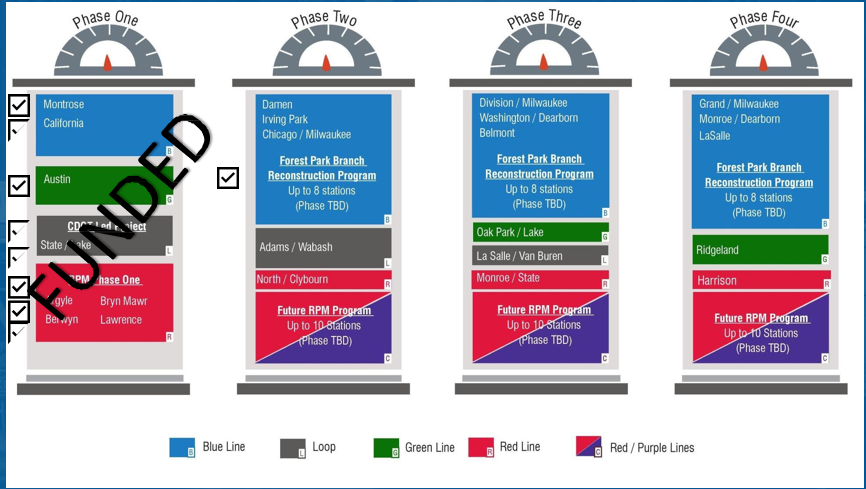 Phase One
Montrose
California
B
Austin
G
CDOT Led Project
State / Lake
L
RPM Phase One
Argyle Bryn Mawr
Berwyn Lawrence
R
FUNDED
Phase Two
Damen
Irving Park
Chicago / Milwaukee
Forest Park Branch
Reconstruction Program
Up to 8 stations
(Phase TBD)
B
Adams / Wabash
L
North / Clybourn
R
Future RPM Program
Up to 10 Stations
(Phase TBD)
C
Phase Three
Division / Milwaukee
Washington / Dearborn
Belmont
Forest Park Branch
Reconstruction Program
Up to 8 stations
(Phase TBD)
B
Oak Park / Lake
G
La Salle / Van Buren
L
Monroe / State
R
Future RPM Program
Up to 10 Stations
(Phase TBD)
C
Phase Four
Grand / Milwaukee
Monroe / Dearborn
LaSalle
Forest Park Branch
Reconstruction Program
Up to 8 stations
(Phase TBD)
B
Ridgeland
G
Harrison
R
Future RPM Program
Up to 10 Stations
(Phase TBD)
C
B Blue Line
L Loop
G Green Line
R Red Line
C Red / Purple Lines